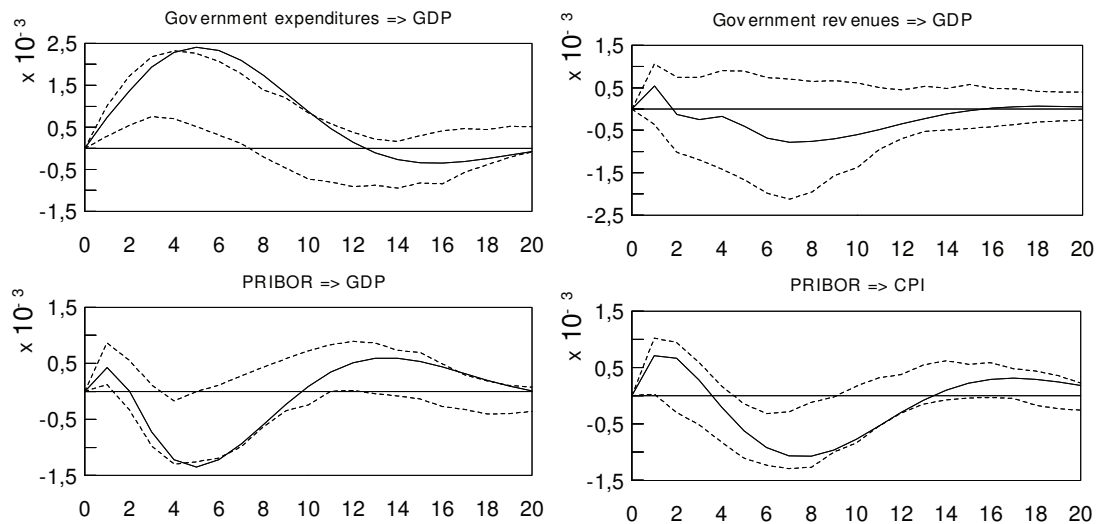 Government expenditures => GDP
x 10-3
2,5
1,5
0,5
-0,5
-1,5
0 2 4 6 8 10 12 14 16 18 20
Government revenues => GDP
x 10-3
1,5
0,5
-0,5
-1,5
-2,5
0 2 4 6 8 10 12 14 16 18 20
PRIBOR => GDP
x 10-3
1,5
0,5
-0,5
-1,5
0 2 4 6 8 10 12 14 16 18 20
PRIBOR => CPI
x 10-3
1,5
0,5
-0,5
-1,5
0 2 4 6 8 10 12 14 16 18 20